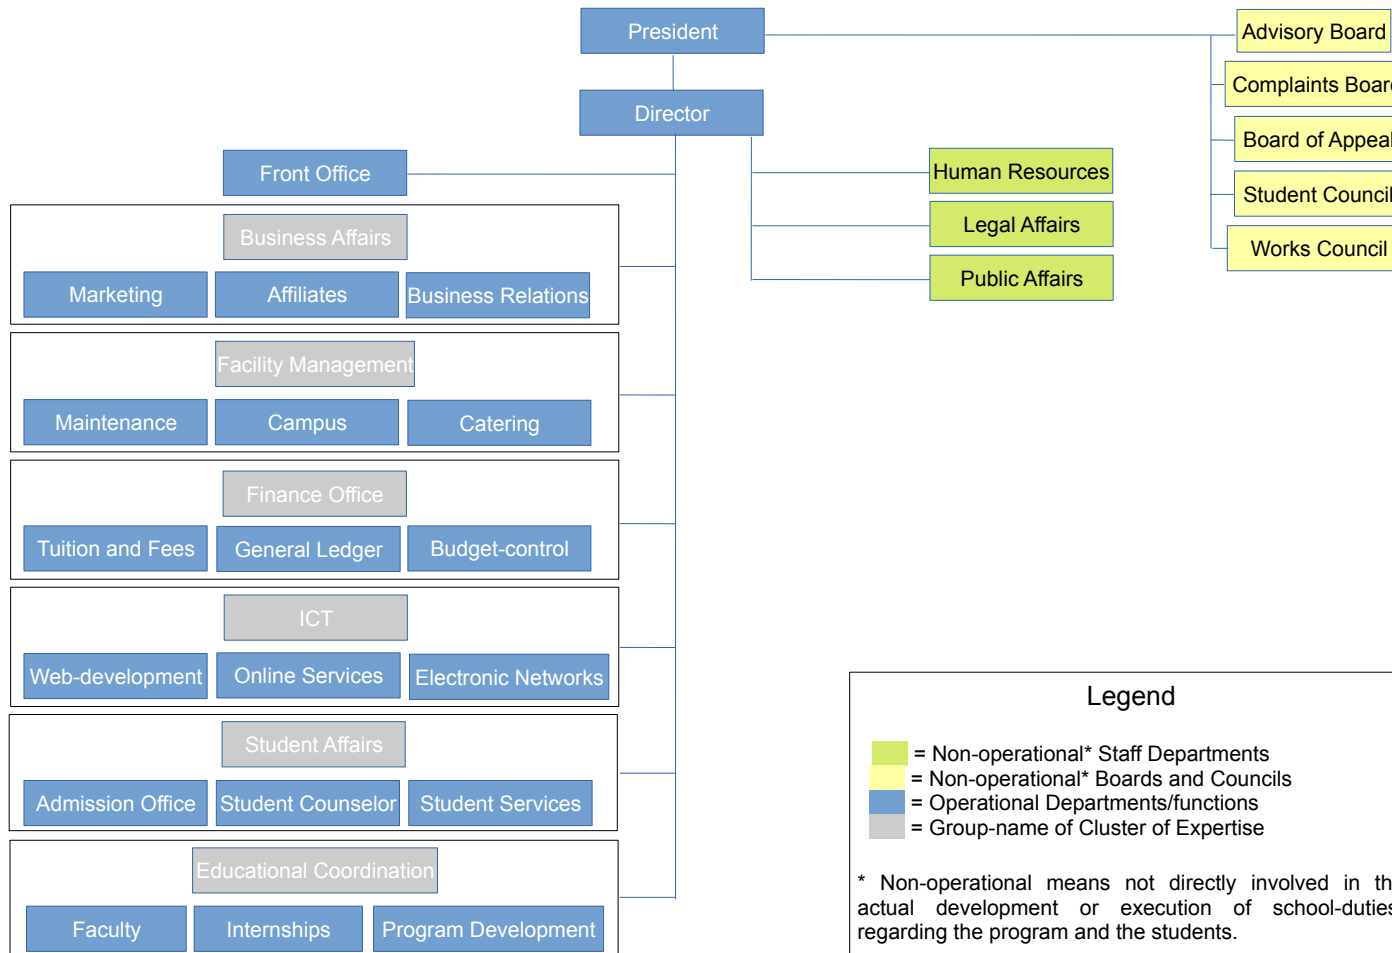 President
Advisory Board
Complaints Board
Director
Board of Appeal
Front Office
Human Resources
Student Council
Legal Affairs
Business Affairs
Works Council
Public Affairs
Marketing
Affiliates
Business Relations
Facility Management
Maintenance
Campus
Catering
Finance Office
Tuition and Fees
General Ledger
Budget-control
ICT
Web-development
Online Services
Electronic Networks
Student Affairs
Admission Office
Student Counselor
Student Services
Educational Coordination
Faculty
Internships
Program Development
Legend
= Non-operational* Staff Departments
= Non-operational* Boards and Councils
= Operational Departments/functions
= Group-name of Cluster of Expertise
* Non-operational means not directly involved in th
actual development or execution of school-duties
regarding the program and the students.